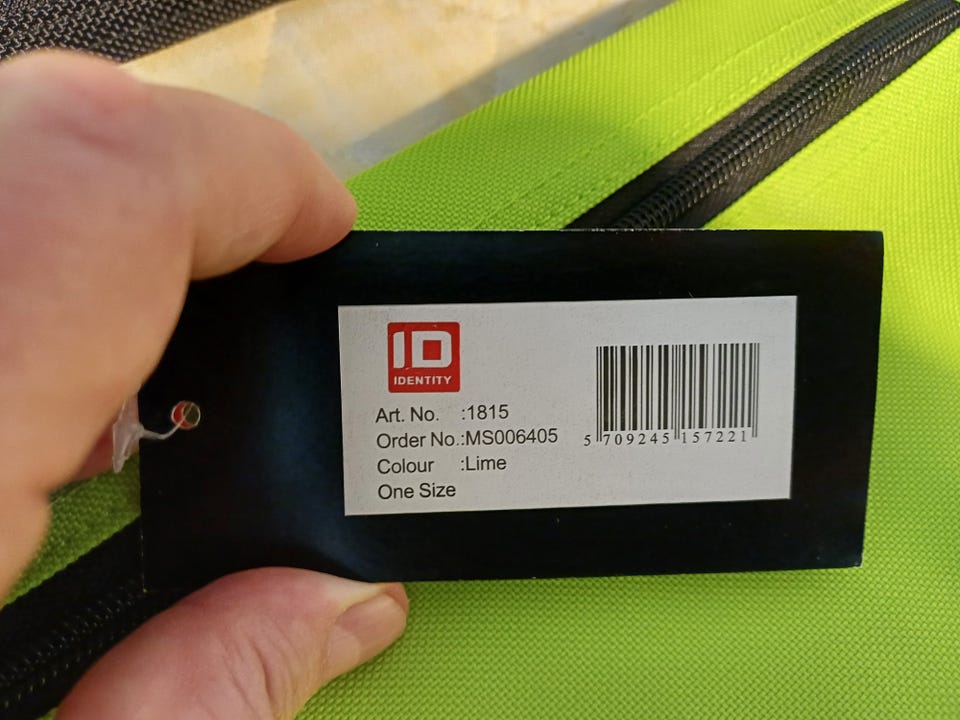 ID
IDENTITY
Art. No. :1815
Order No.:MS006405
Colour :Lime
One Size
5 709245 157221